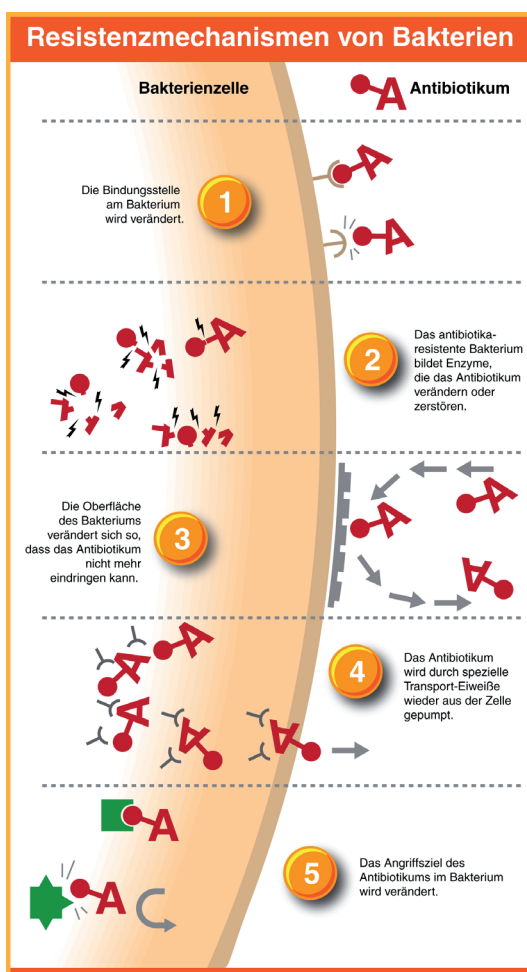 Resistenzmechanismen von Bakterien
Bakterienzelle
A Antibiotikum
A
Die Bindungsstelle
am Bakterium
wird verändert.
1
A
A
2
Das antibiotika-
resistente Bakterium
bildet Enzyme,
die das Antibiotikum
verändern oder
zerstören.
Die Oberfläche
des Bakteriums
verändert sich so,
dass das Antibiotikum
nicht mehr
eindringen kann.
3
A
A
A
A
A
A
A
A
4
Das Antibiotikum
wird durch spezielle
Transport-Eiweiße
wieder aus der Zelle
gepumpt.
A
A
5
Das Angriffsziel des
Antibiotikums im Bakterium
wird verändert.